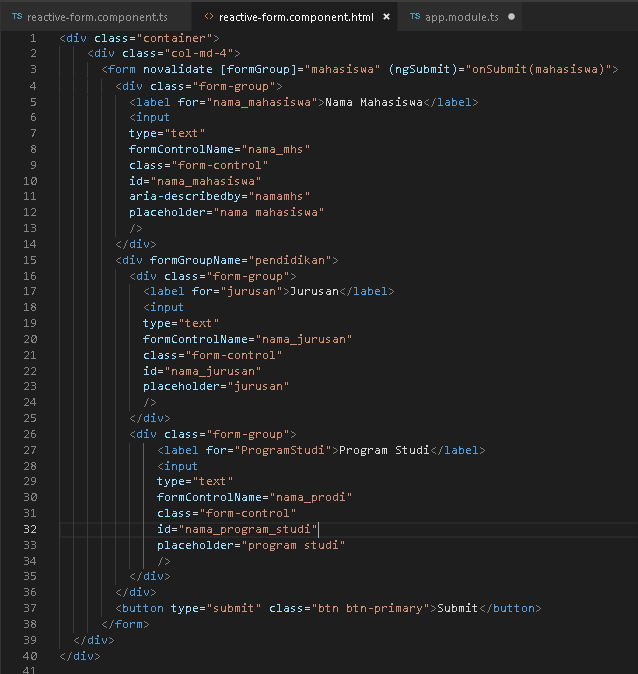 TS reactive-form.component.ts <> reactive-form.component.html × TS app.module.ts ●
1 <div class="container">
2 <div class="col-md-4">
3 <form novalidate [formGroup]="mahasiswa" (ngSubmit)="onSubmit(mahasiswa)">
4 <div class="form-group">
5 <label for="nama_mahasiswa">Nama Mahasiswa</label>
6 <input
7 type="text"
8 formControlName="nama_mhs"
9 class="form-control"
10 id="nama_mahasiswa"
11 aria-describedby="namamhs"
12 placeholder="nama mahasiswa"
13 />
14 </div>
15 <div formGroupName="pendidikan">
16 <div class="form-group">
17 <label for="jurusan">Jurusan</label>
18 <input
19 type="text"
20 formControlName="nama_jurusan"
21 class="form-control"
22 id="nama_jurusan"
23 placeholder="jurusan"
24 />
25 </div>
26 <div class="form-group">
27 <label for="ProgramStudi">Program Studi</label>
28 <input
29 type="text"
30 formControlName="nama_prodi"
31 class="form-control"
32 id="nama_program_studi"
33 placeholder="program studi"
34 />
35 </div>
36 </div>
37 <button type="submit" class="btn btn-primary">Submit</button>
38 </form>
39 </div>
40 </div>
41